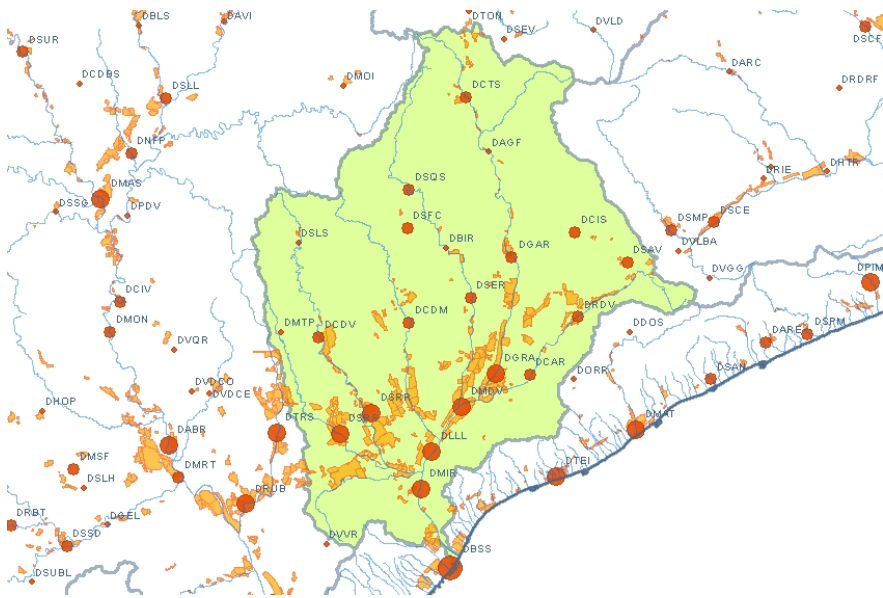 DTON
DBLS
DAVI
DSUR
DSEV
DVLD
DSCF
DCDBS
DSLL
DMOI
DCTS
DARC
DRDRF
DNFP
DAGF
DRIE
DHTR
DMAS
DSQS
DSSG
DPDV
DSFC
DCIS
DSMP
DSCE
DSLS
DBIR
DGAR
DSAV
DVLBA
DVGG
DPIM
DCIV
DSER
DRDV
DMON
DMTP
DCDV
DCDM
DDOS
DARE
DSPM
DVQR
DGRA
DCAR
DORR
DSAN
DVDCO
DVDCE
DHOP
DSRR
DMDV
DMAT
DABR
DTRS
DSRS
DLLL
DMSF
DMRT
DTEI
DSLH
DMIR
DRUB
DRBT
DGEL
DSSD
DVVR
DBSS
DSUBL